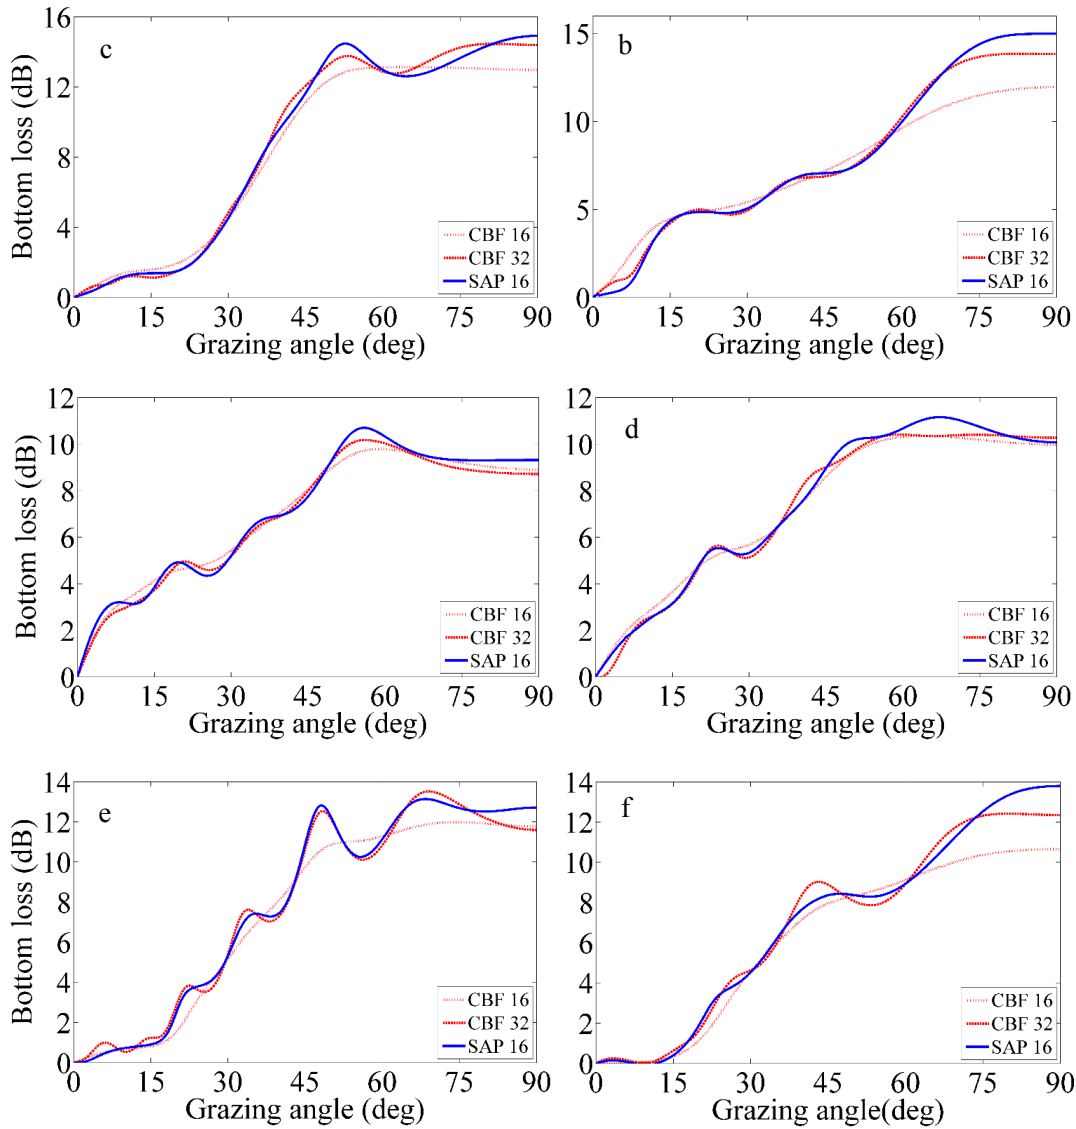 c
16
12
8
4
0
Bottom loss (dB)
CBF 16
CBF 32
SAP 16
0 15 30 45 60 75 90
Grazing angle (deg)
b
15
10
5
0
CBF 16
CBF 32
SAP 16
0 15 30 45 60 75 90
Grazing angle (deg)
12
10
8
6
4
2
0
Bottom loss (dB)
CBF 16
CBF 32
SAP 16
0 15 30 45 60 75 90
Grazing angle (deg)
d
12
10
8
6
4
2
0
CBF 16
CBF 32
SAP 16
0 15 30 45 60 75 90
Grazing angle (deg)
e
14
12
10
8
6
4
2
0
Bottom loss (dB)
CBF 16
CBF 32
SAP 16
0 15 30 45 60 75 90
Grazing angle (deg)
f
14
12
10
8
6
4
2
0
CBF 16
CBF 32
SAP 16
0 15 30 45 60 75 90
Grazing angle(deg)